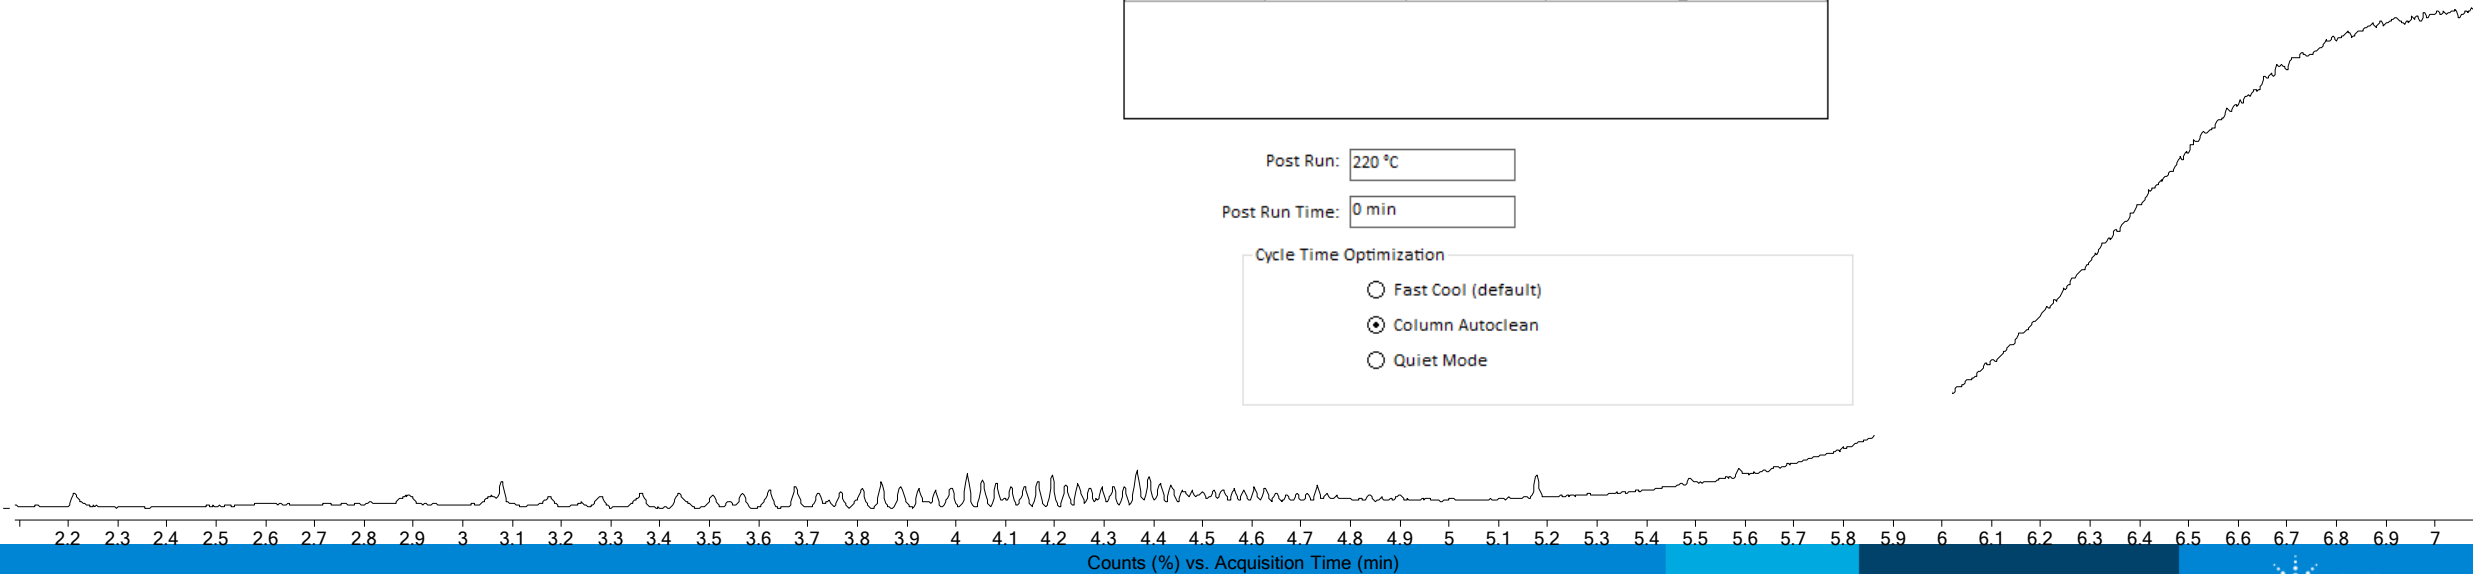 Post Run: 220 °C
Post Run Time: 0 min
Cycle Time Optimization
Fast Cool (default)
Column Autoclean
Quiet Mode
2.2 2.3 2.4 2.5 2.6 2.7 2.8 2.9 3 3.1 3.2 3.3 3.4 3.5 3.6 3.7 3.8 3.9 4 4.1 4.2 4.3 4.4 4.5 4.6 4.7 4.8 4.9 5 5.1 5.2 5.3 5.4 5.5 5.6 5.7 5.8 5.9 6 6.1 6.2 6.3 6.4 6.5 6.6 6.7 6.8 6.9 7
Counts (%) vs. Acquisition Time (min)